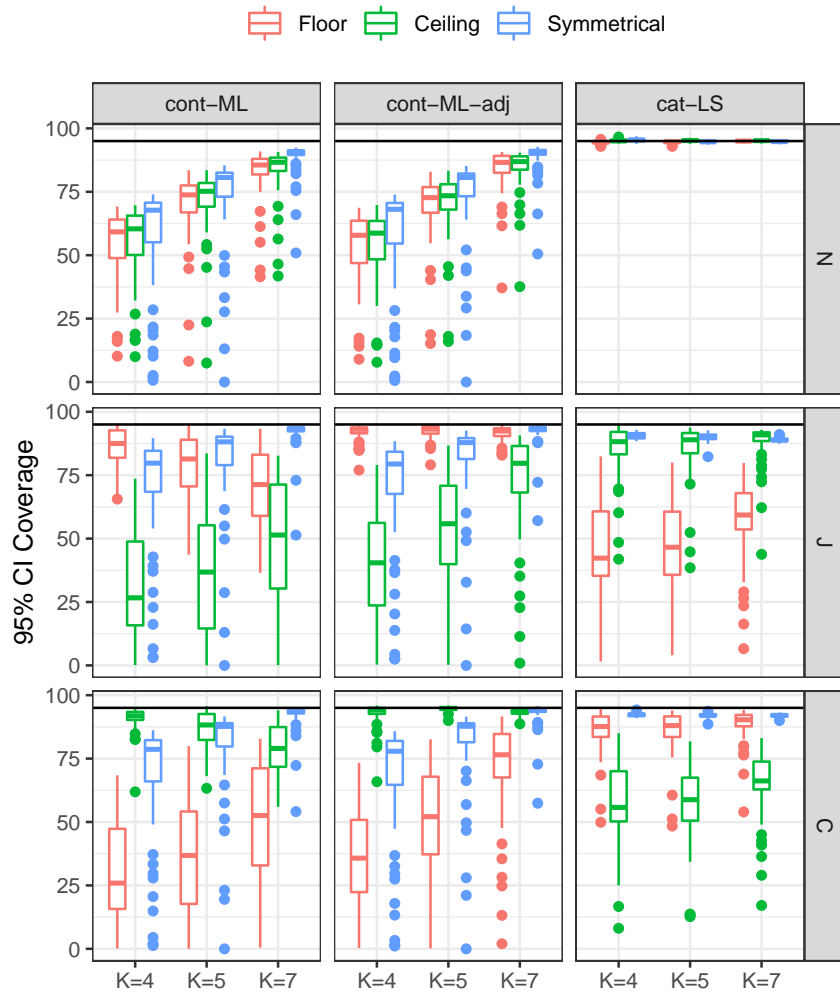 Floor Ceiling Symmetrical
cont−ML cont−ML−adj cat−LS
95% CI Coverage
100
75
50
25
0
N
100
75
50
25
0
J
100
75
50
25
0
C
K=4 K=5 K=7 K=4 K=5 K=7 K=4 K=5 K=7